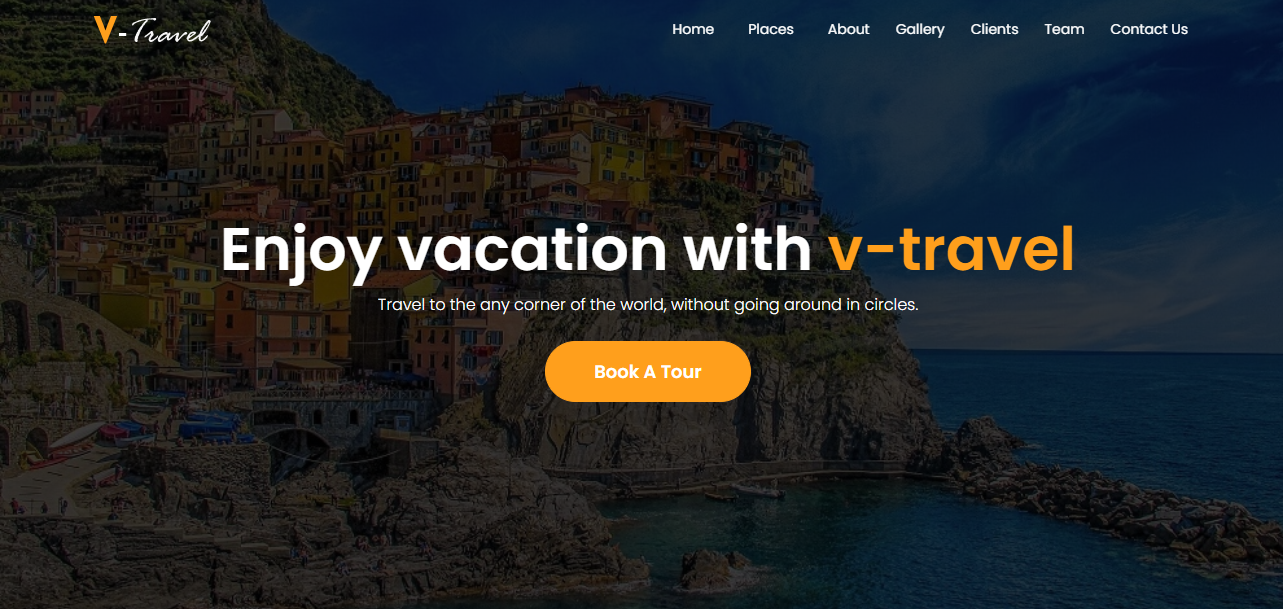 V-Travel Home Places About Gallery Clients Team Contact Us
Enjoy vacation with v-travel
Travel to the any corner of the world, without going around in circles.
Book A Tour